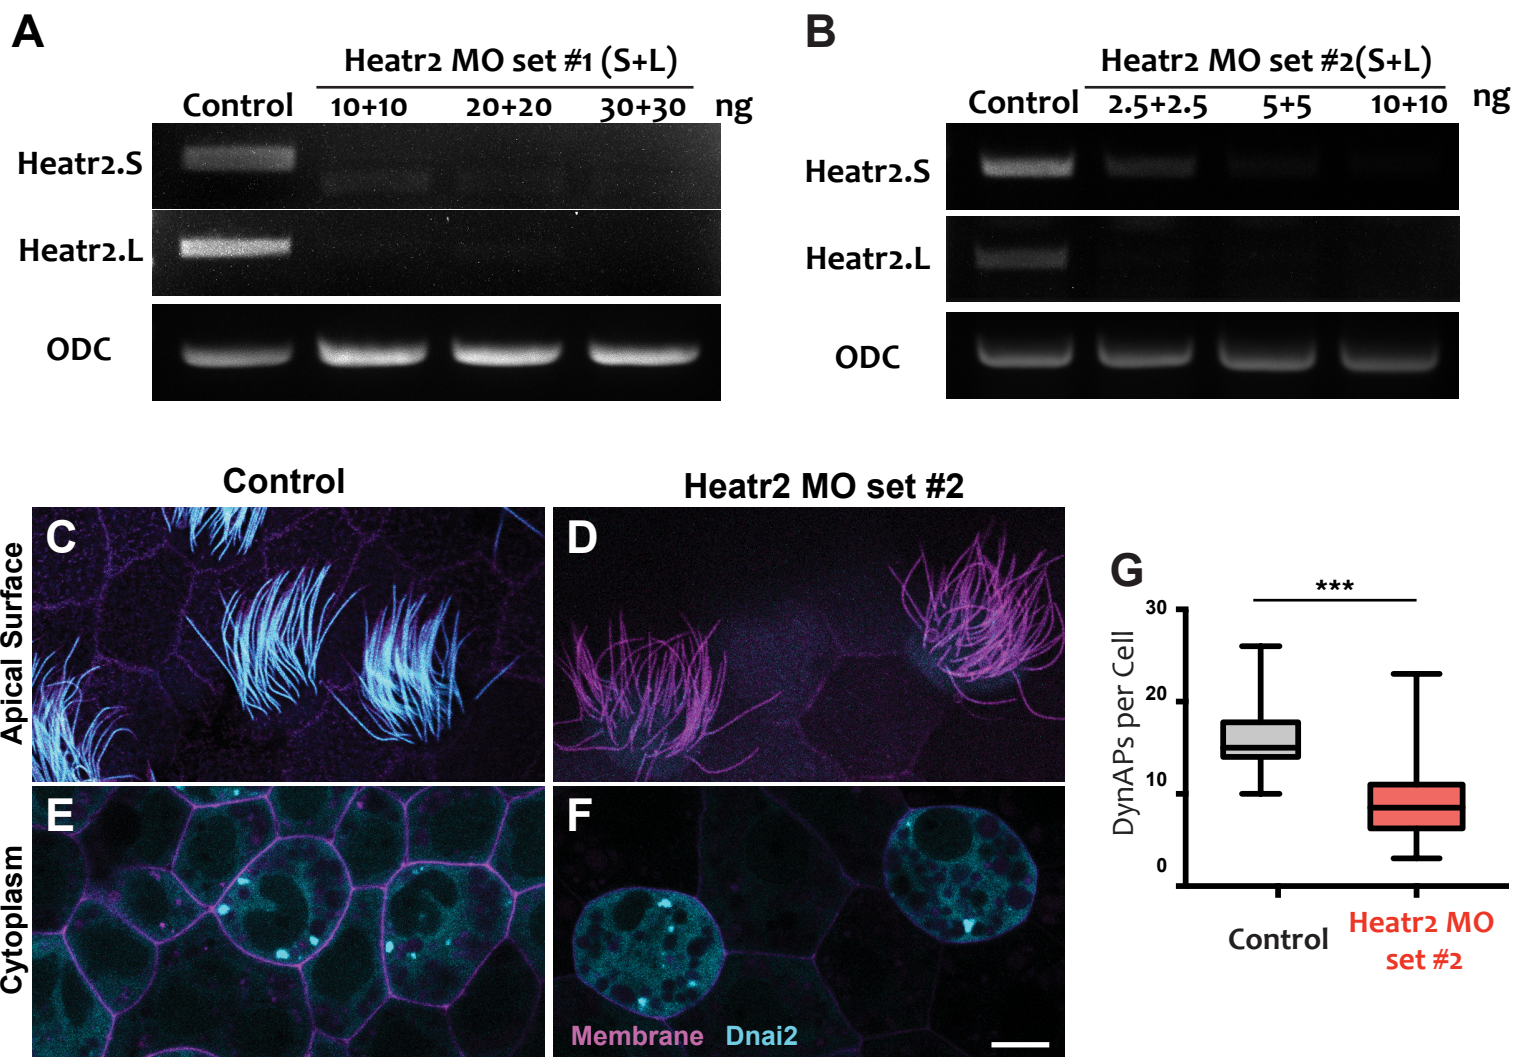 A
Heatr2 MO set #1 (S+L)
Control 10+10 20+20 30+30 ng
Heatr2.S
Heatr2.L
ODC
B
Heatr2 MO set #2(S+L)
Control 2.5+2.5 5+5 10+10 ng
Heatr2.S
Heatr2.L
ODC
Control
Heatr2 MO set #2
Apical Surface
C
D
Cytoplasm
E
F
Membrane Dnai2
G
***
DynAPs per Cell
30
20
10
0
Control
Heatr2 MO
set #2